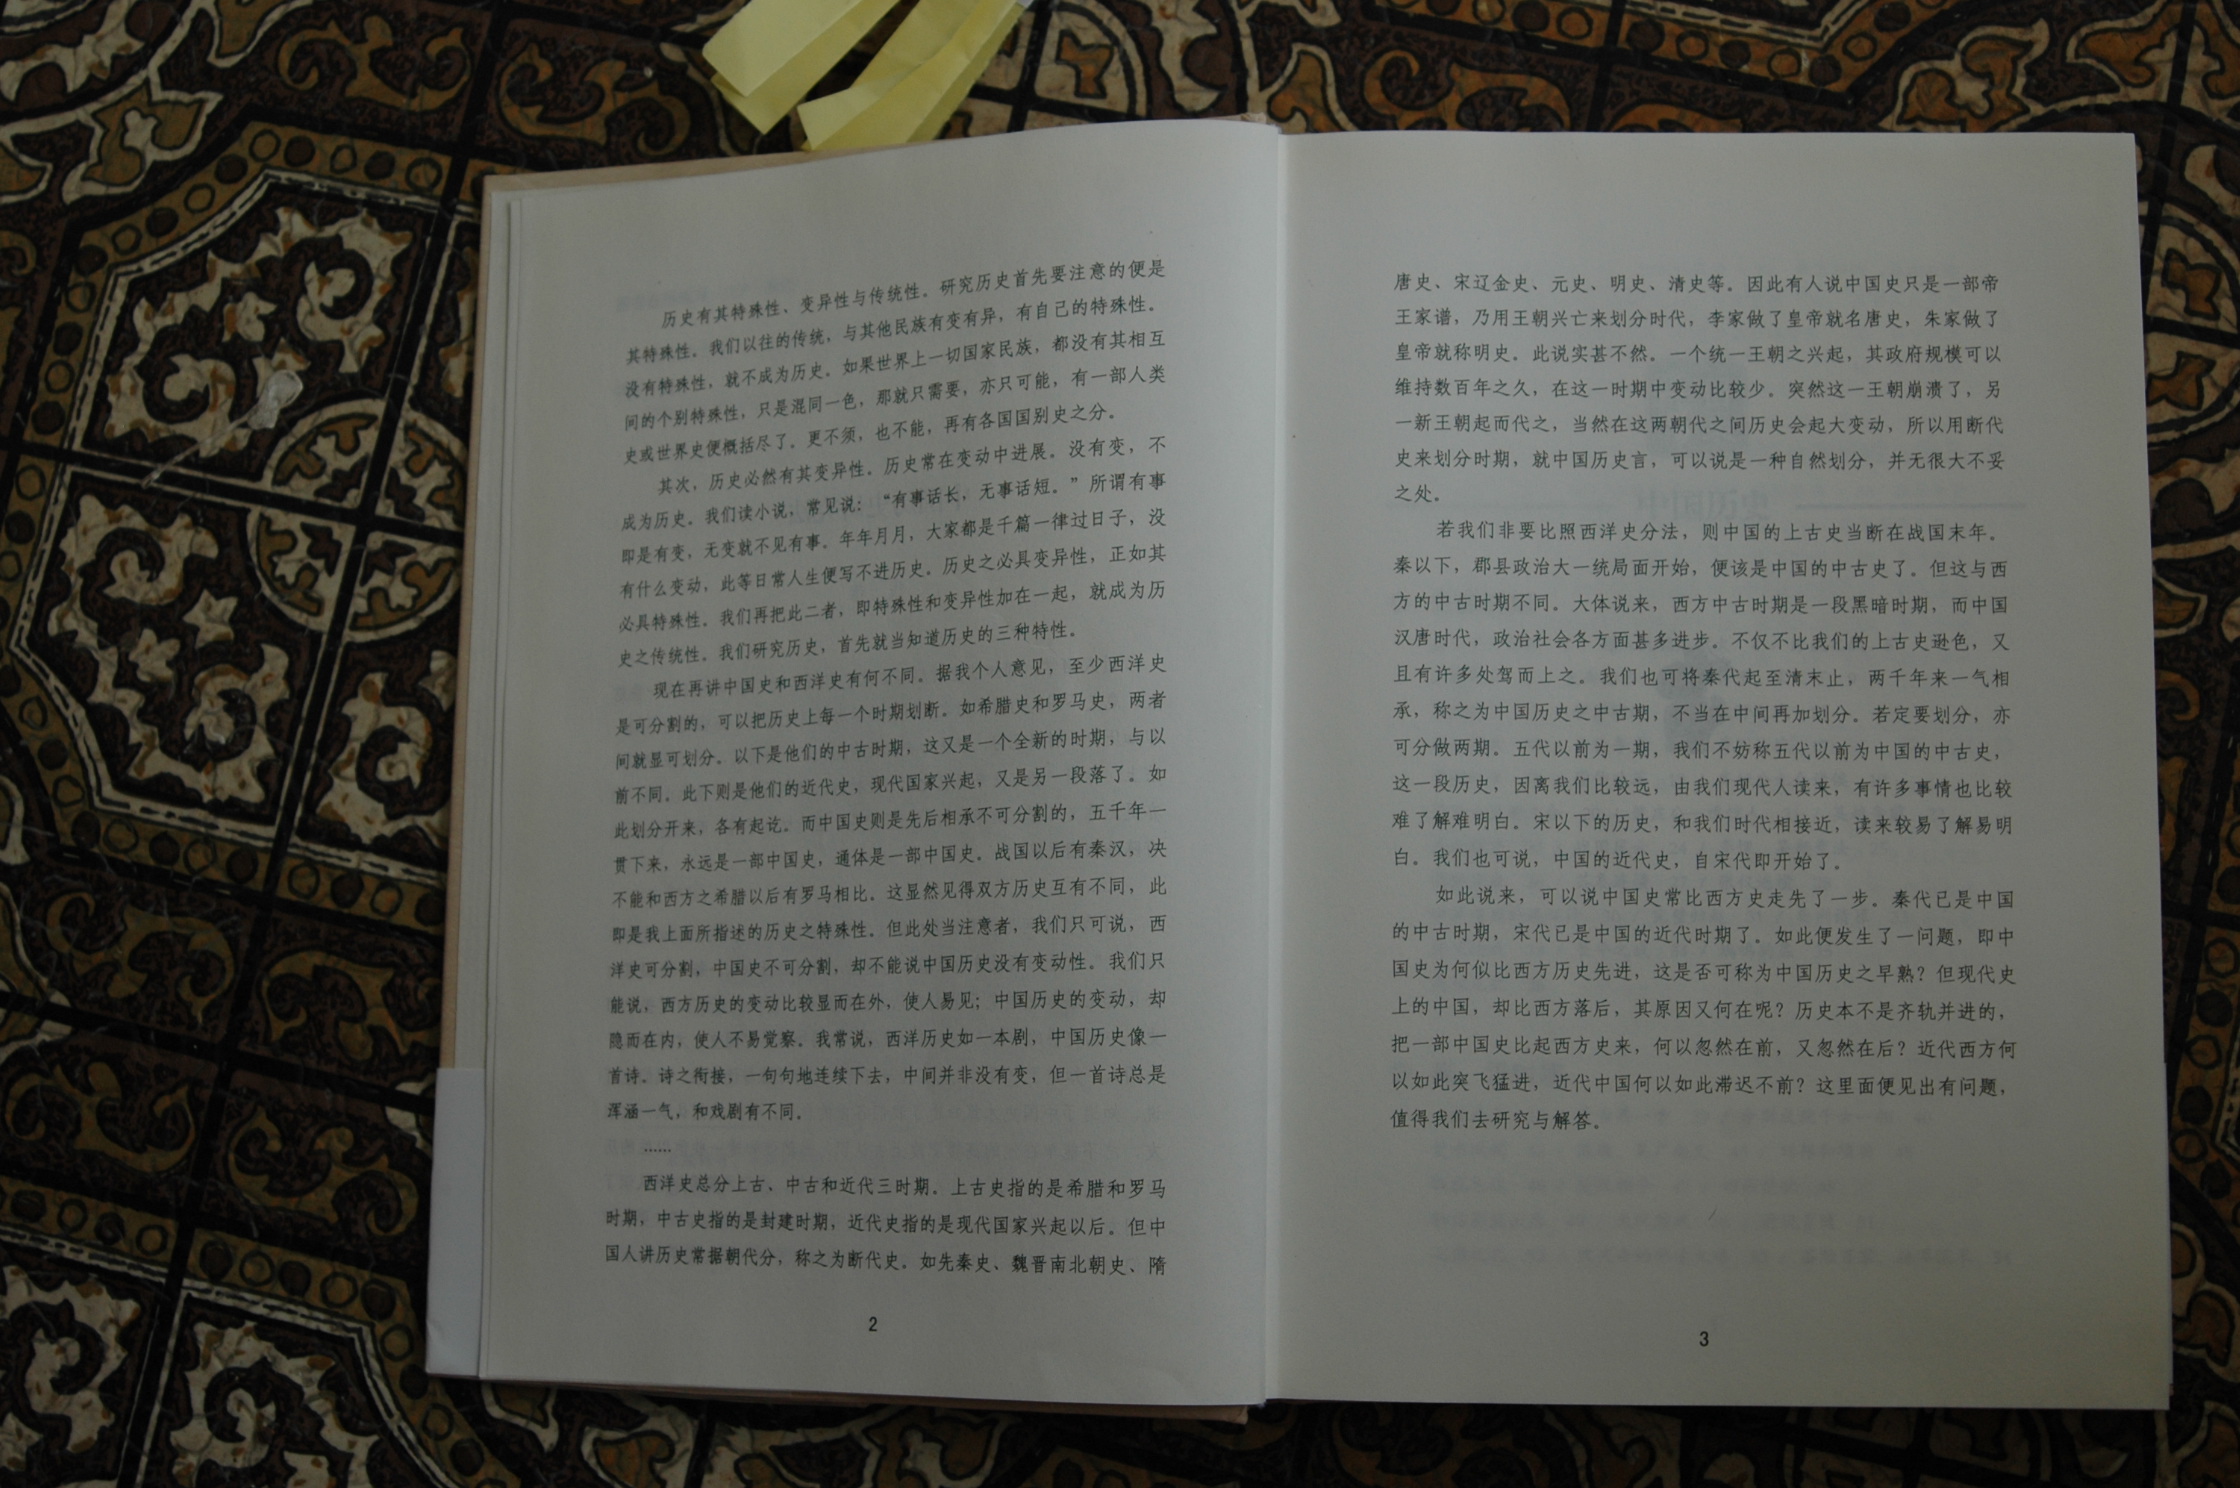 历史有其特殊性、变异性与传统性。研究历史首先要注意的便是
其特殊性。我们以往的传统，与其他民族有变有异，有自己的特殊性。
没有特殊性，就不成为历史。如果世界上一切国家民族，都没有其相互
间的个别特殊性，只是混同一色，那就只需要，亦只可能，有一部人类
史或世界史便概括尽了。更不须，也不能，再有各国国别史之分。
其次，历史必然有其变异性。历史常在变动中进展。没有变，不
成为历史。我们读小说，常见说：“有事话长，无事话短。”所谓有事
即是有变，无变就不见有事。年年月月，大家都是千篇一律过日子，没
有什么变动，此等日常人生便写不进历史。历史之必具变异性，正如其
必具特殊性。我们再把此二者，即特殊性和变异性加在一起，就成为历
史之传统性。我们研究历史，首先就当知道历史的三种特性。
现在再讲中国史和西洋史有何不同。据我个人意见，至少西洋史
是可分割的，可以把历史上每一个时期划断。如希腊史和罗马史，两者
间就显可划分。以下是他们的中古时期，这又是一个全新的时期，与以
前不同。此下则是他们的近代史，现代国家兴起，又是另一段落了。如
此划分开来，各有起讫。而中国史则是先后相承不可分割的，五千年一
贯下来，永远是一部中国史，通体是一部中国史。战国以后有秦汉，决
不能和西方之希腊以后有罗马相比。这显然见得双方历史互有不同，此
即是我上面所指述的历史之特殊性。但此处当注意者，我们只可说，西
洋史可分割，中国史不可分割，却不能说中国历史没有变动性。我们只
能说，西方历史的变动比较显而在外，使人易见；中国历史的变动，却
隐而在内，使人不易觉察。我常说，西洋历史如一本剧，中国历史像一
首诗。诗之衔接，一句句地连续下去，中间并非没有变，但一首诗总是
浑涵一气，和戏剧有不同。
……
西洋史总分上古、中古和近代三时期。上古史指的是希腊和罗马
时期，中古史指的是封建时期，近代史指的是现代国家兴起以后。但中
国人讲历史常据朝代分，称之为断代史。如先秦史、魏晋南北朝史、隋
2
唐史、宋辽金史、元史、明史、清史等。因此有人说中国史只是一部帝
王家谱，乃用王朝兴亡来划分时代，李家做了皇帝就名唐史，朱家做了
皇帝就称明史。此说实甚不然。一个统一王朝之兴起，其政府规模可以
维持数百年之久，在这一时期中变动比较少。突然这一王朝崩溃了，另
一新王朝起而代之，当然在这两朝代之间历史会起大变动，所以用断代
史来划分时期，就中国历史言，可以说是一种自然划分，并无很大不妥
之处。
若我们非要比照西洋史分法，则中国的上古史当断在战国末年。
秦以下，郡县政治大一统局面开始，便该是中国的中古史了。但这与西
方的中古时期不同。大体说来，西方中古时期是一段黑暗时期，而中国
汉唐时代，政治社会各方面甚多进步。不仅不比我们的上古史逊色，又
且有许多处驾而上之。我们也可将秦代起至清末止，两千年来一气相
承，称之为中国历史之中古期，不当在中间再加划分。若定要划分，亦
可分做两期。五代以前为一期，我们不妨称五代以前为中国的中古史，
这一段历史，因离我们比较远，由我们现代人读来，有许多事情也比较
难了解难明白。宋以下的历史，和我们时代相接近，读来较易了解易明
白。我们也可说，中国的近代史，自宋代即开始了。
如此说来，可以说中国史常比西方史走先了一步。秦代已是中国
的中古时期，宋代已是中国的近代时期了。如此便发生了一问题，即中
国史为何似比西方历史先进，这是否可称为中国历史之早熟？但现代史
上的中国，却比西方落后，其原因又何在呢？历史本不是齐轨并进的，
把一部中国史比起西方史来，何以忽然在前，又忽然在后？近代西方何
以如此突飞猛进，近代中国何以如此滞迟不前？这里面便见出有问题，
值得我们去研究与解答。
3